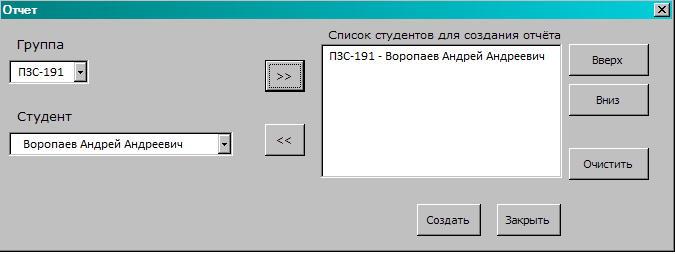 Отчет
Группа
ПЗС-191
Студент
Воропаев Андрей Андреевич
>>
<<
Список студентов для создания отчёта
ПЗС-191 - Воропаев Андрей Андреевич
Вверх
Вниз
Очистить
Создать
Закрыть